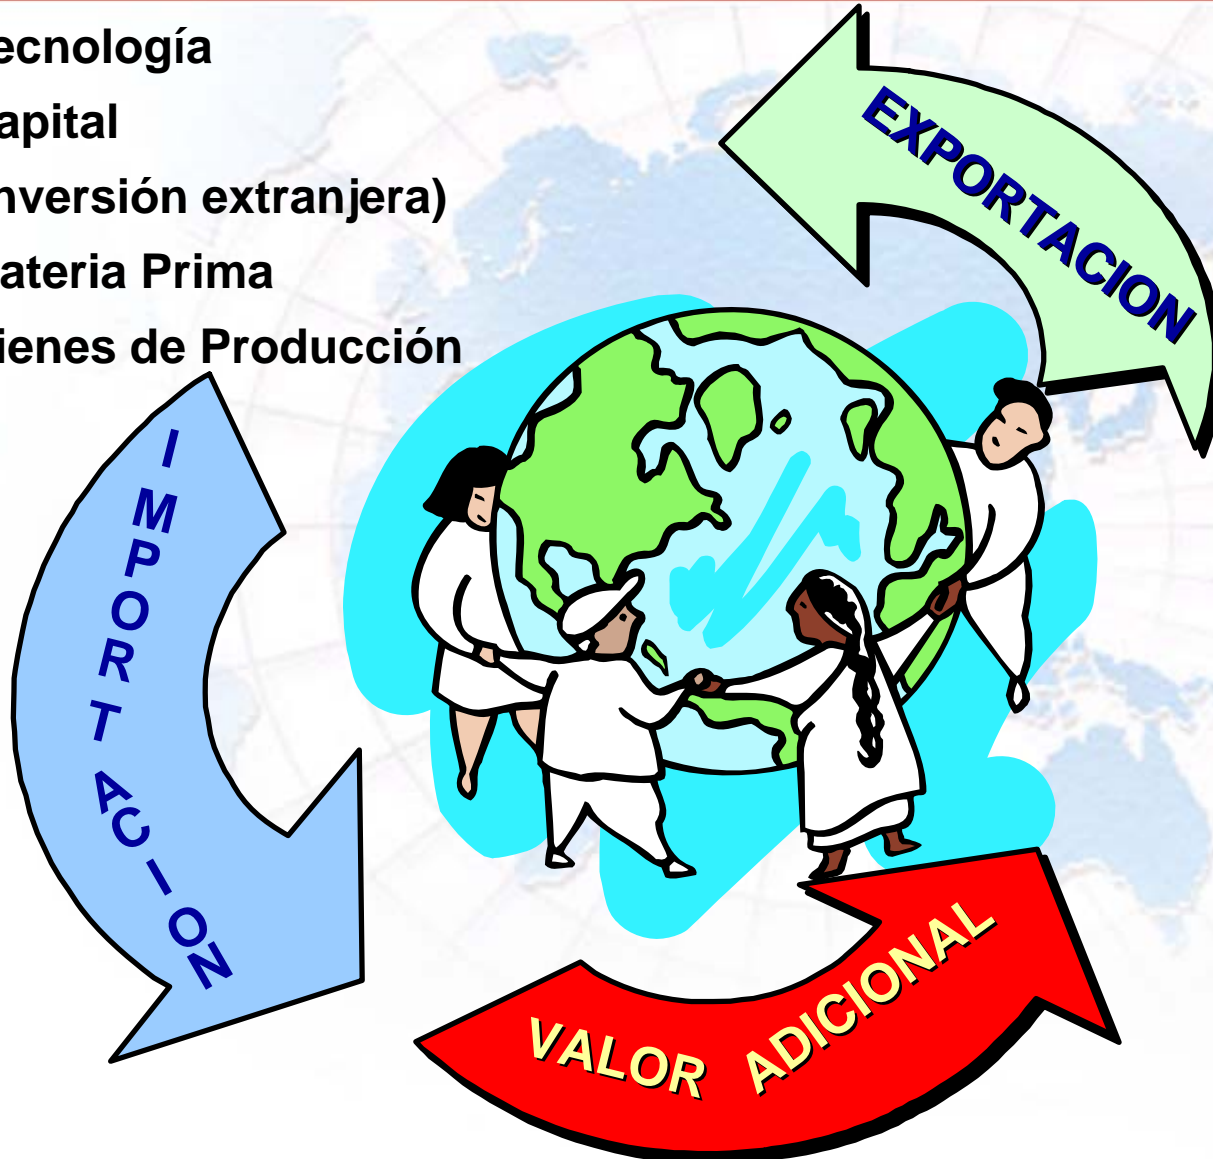 ecnología
apital
nversión extranjera)
ateria Prima
ienes de Producción
EXPORTACION
IMPORTACION
VALOR ADICIONAL